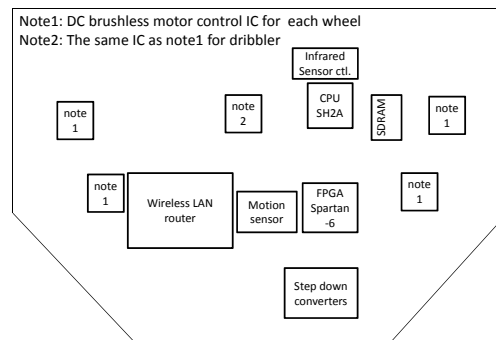 Note1: DC brushless motor control IC for each wheel
Note2: The same IC as note1 for dribbler
Infrared
Sensor ctl.
CPU
SH2A
SDRAM
note
1
note
2
note
1
note
1
Wireless LAN
router
Motion
sensor
FPGA
Spartan
-6
note
1
Step down
converters